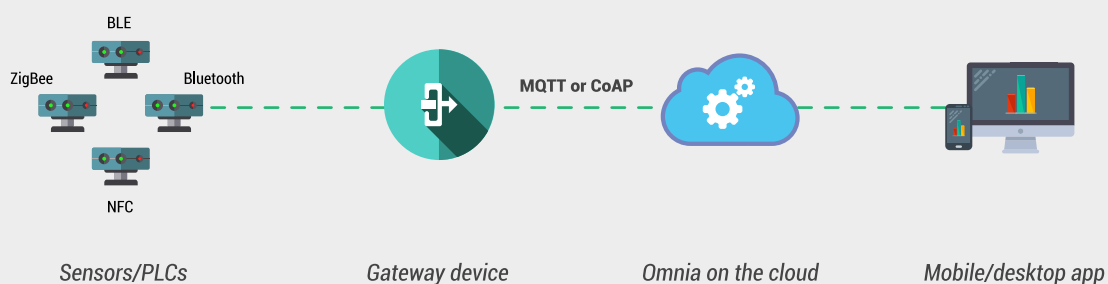 BLE
ZigBee
Bluetooth
NFC
MQTT or CoAP
Sensors/PLCs
Gateway device
Omnia on the cloud
Mobile/desktop app